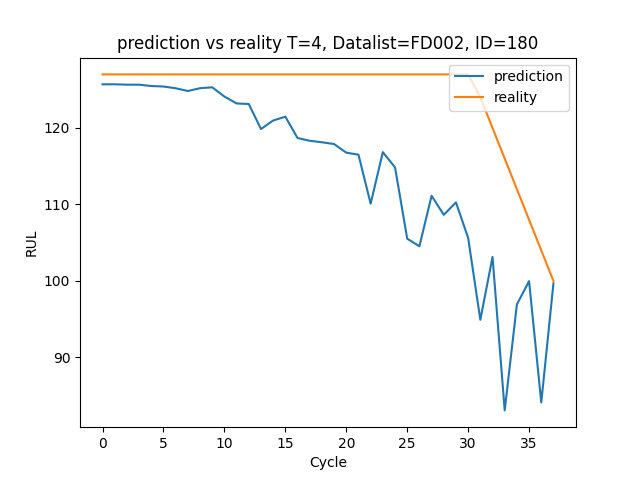 prediction vs reality T=4, Datalist=FD002, ID=180
prediction
reality
120
110
100
90
RUL
0 5 10 15 20 25 30 35
Cycle